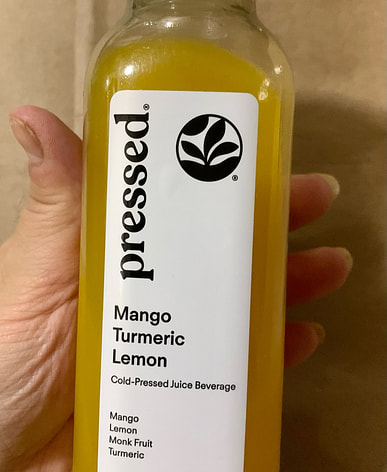 pressed®
®
Mango
Turmeric
Lemon
Cold-Pressed Juice Beverage
Mango
Lemon
Monk Fruit
Turmeric